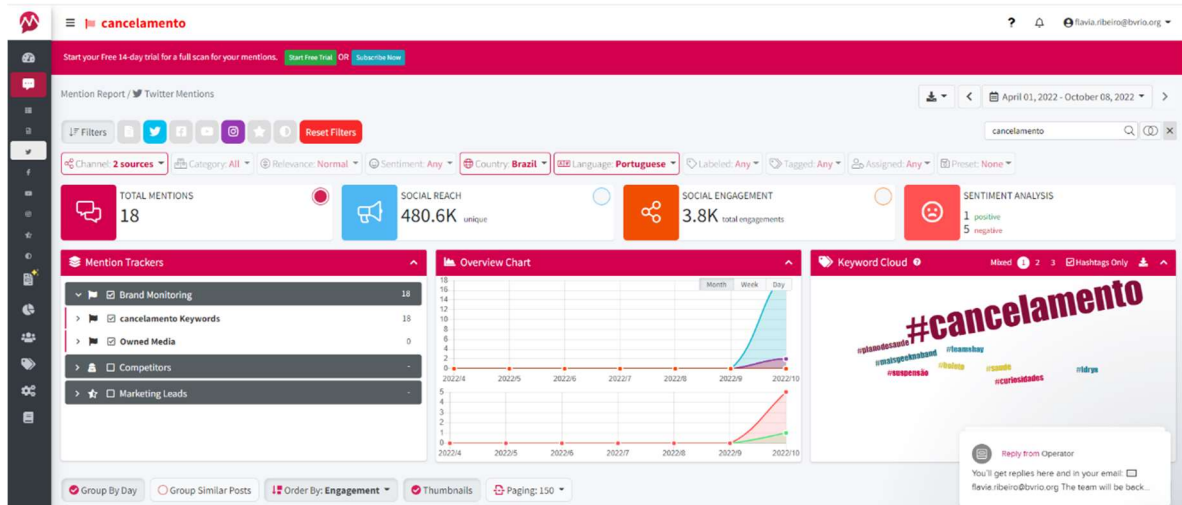 cancelamento
? flavia.ribeiro@bvrio.org
Start your Free 14-day trial for a full scan for your mentions. Start Free Trial OR Subscribe Now
Mention Report / Twitter Mentions
April 01, 2022 - October 08, 2022
Filters Reset Filters
cancelamento
Channel: 2 sources Category: All Relevance: Normal Sentiment: Any Country: Brazil Language: Portuguese Labeled: Any Tagged: Any Assigned: Any Preset: None
TOTAL MENTIONS
18
SOCIAL REACH
480.6K unique
SOCIAL ENGAGEMENT
3.8K total engagements
SENTIMENT ANALYSIS
1 positive
5 negative
Mention Trackers
Brand Monitoring 18
cancelamento Keywords 18
Owned Media 0
Competitors -
Marketing Leads -
Overview Chart
Month Week Day
18
16
14
12
10
8
6
4
2
0
2022/4 2022/5 2022/6 2022/7 2022/8 2022/9 2022/10
5
4
3
2
1
0
2022/4 2022/5 2022/6 2022/7 2022/8 2022/9 2022/10
Keyword Cloud Mixed 1 2 3 Hashtags Only
#cancelamento
#planodesaude
#teamshay
#maisgeeknaband
#boleto
#saude
#ldrys
#suspensão
#curiosidades
Reply from Operator
You'll get replies here and in your email:
flavia.ribeiro@bvrio.org The team will be back...
Group By Day Group Similar Posts Order By: Engagement Thumbnails Paging: 150